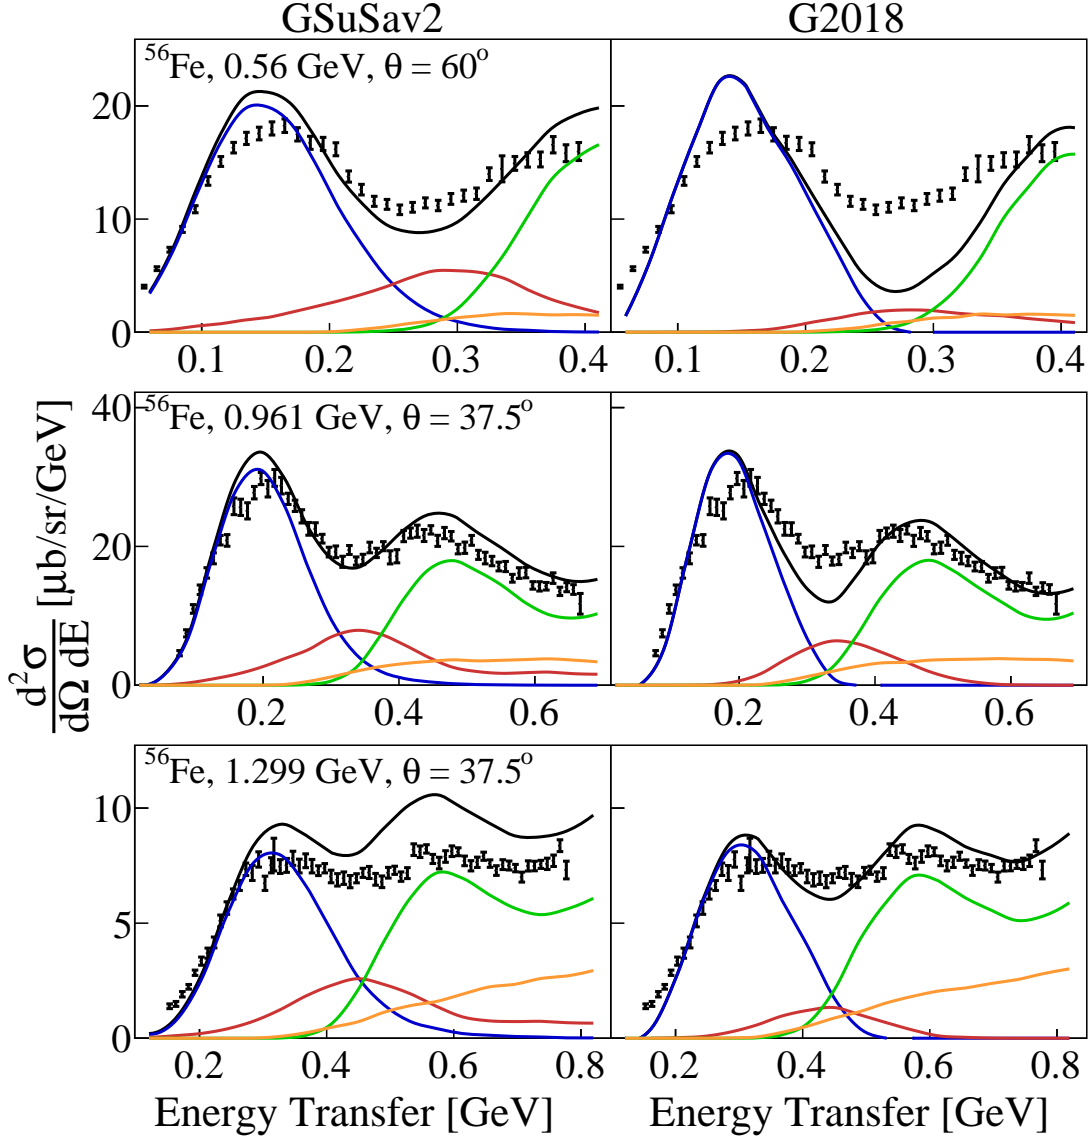 GSuSav2 G2018
⁵⁶Fe, 0.56 GeV, θ = 60°
20
10
0
0.1 0.2 0.3 0.4 0.1 0.2 0.3 0.4
⁵⁶Fe, 0.961 GeV, θ = 37.5°
40
20
0
0.2 0.4 0.6 0.2 0.4 0.6
d²σ/dΩ dE [μb/sr/GeV]
⁵⁶Fe, 1.299 GeV, θ = 37.5°
10
5
0
0.2 0.4 0.6 0.8 0.2 0.4 0.6 0.8
Energy Transfer [GeV] Energy Transfer [GeV]